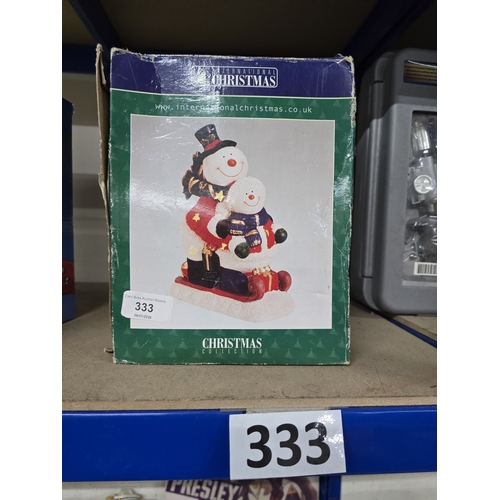 INTERNATIONAL
CHRISTMAS
www.internationalchristmas.co.uk
333
CHRISTMAS
COLLECTION
333
PRESLEY